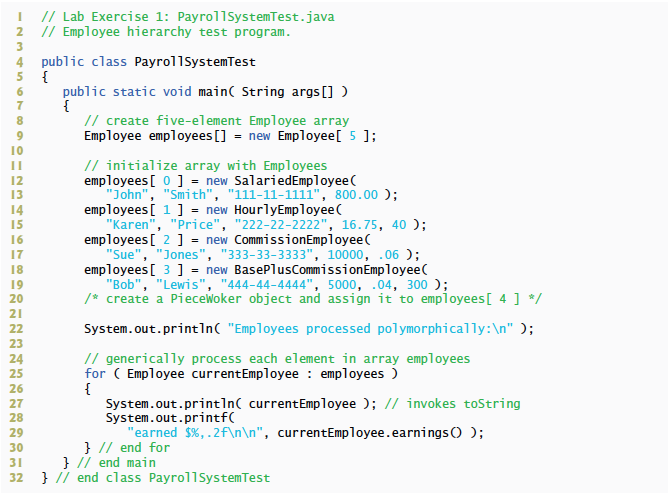 1 // Lab Exercise 1: PayrollSystemTest.java
2 // Employee hierarchy test program.
3
4 public class PayrollSystemTest
5 {
6 public static void main( String args[] )
7 {
8 // create five-element Employee array
9 Employee employees[] = new Employee[ 5 ];
10
11 // initialize array with Employees
12 employees[ 0 ] = new SalariedEmployee(
13 "John", "Smith", "111-11-1111", 800.00 );
14 employees[ 1 ] = new HourlyEmployee(
15 "Karen", "Price", "222-22-2222", 16.75, 40 );
16 employees[ 2 ] = new CommissionEmployee(
17 "Sue", "Jones", "333-33-3333", 10000, .06 );
18 employees[ 3 ] = new BasePlusCommissionEmployee(
19 "Bob", "Lewis", "444-44-4444", 5000, .04, 300 );
20 /* create a PieceWoker object and assign it to employees[ 4 ] */
21
22 System.out.println( "Employees processed polymorphically:\n" );
23
24 // generically process each element in array employees
25 for ( Employee currentEmployee : employees )
26 {
27 System.out.println( currentEmployee ); // invokes toString
28 System.out.printf(
29 "earned $%,.2f\n\n", currentEmployee.earnings() );
30 } // end for
31 } // end main
32 } // end class PayrollSystemTest